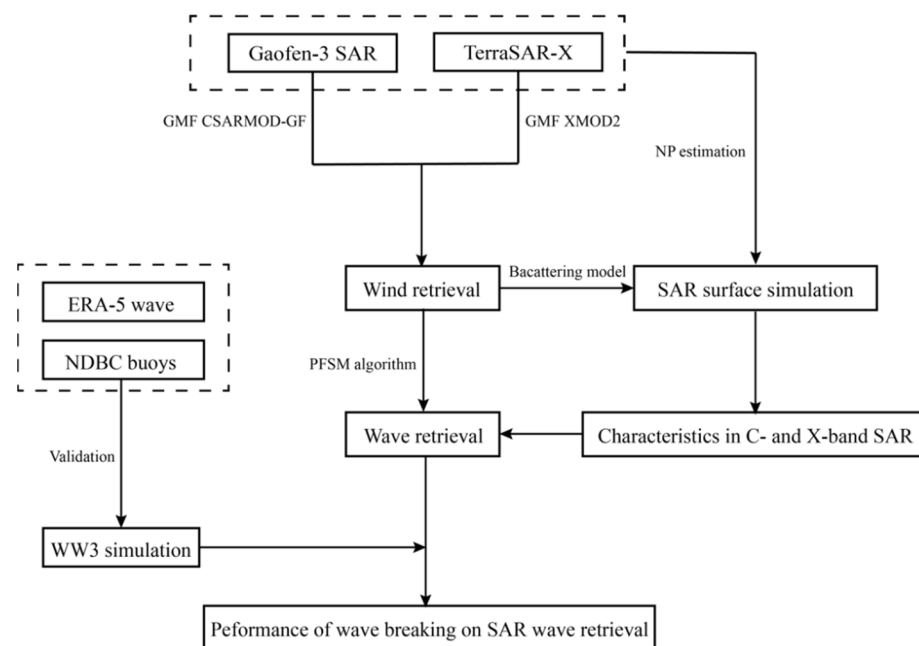 Gaofen-3 SAR
TerraSAR-X
GMF CSARMOD-GF
GMF XMOD2
NP estimation
ERA-5 wave
NDBC buoys
Wind retrieval
Bacattering model
SAR surface simulation
PFSM algorithm
Wave retrieval
Characteristics in C- and X-band SAR
Validation
WW3 simulation
Peformance of wave breaking on SAR wave retrieval